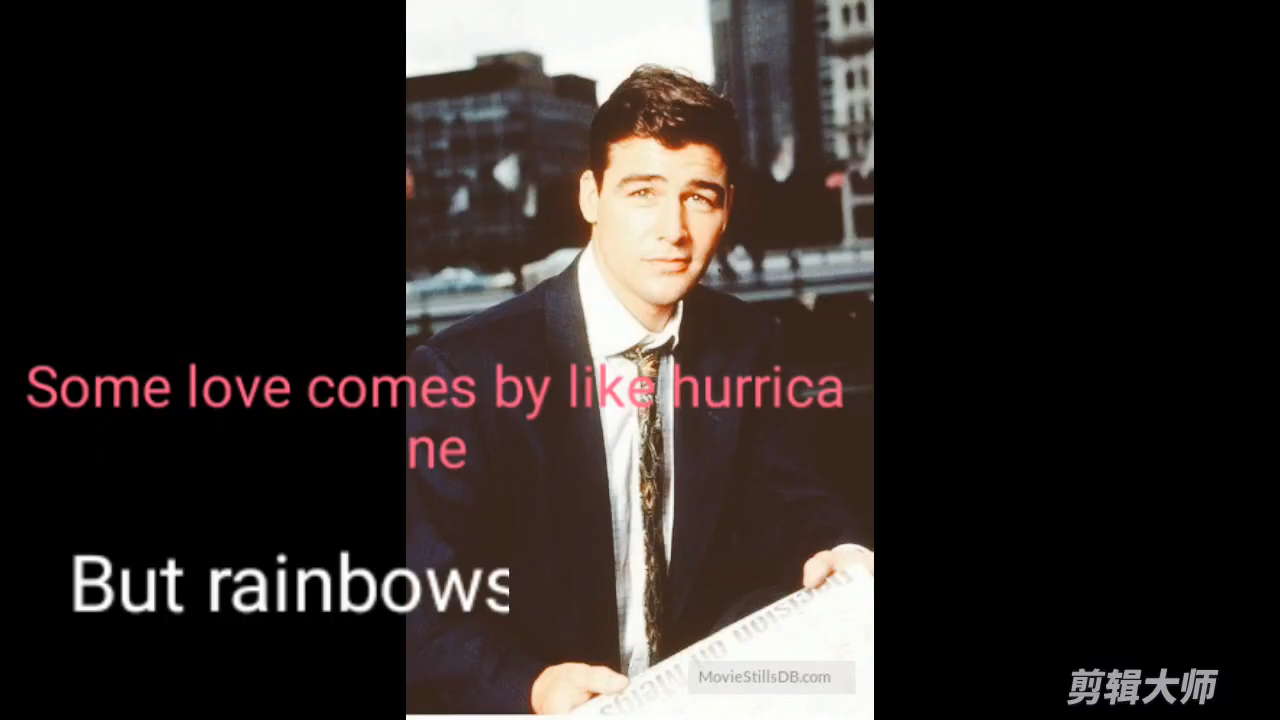 Some love comes by like hurrica
ne
But rainbows
MovieStillsDB.com
剪辑大师